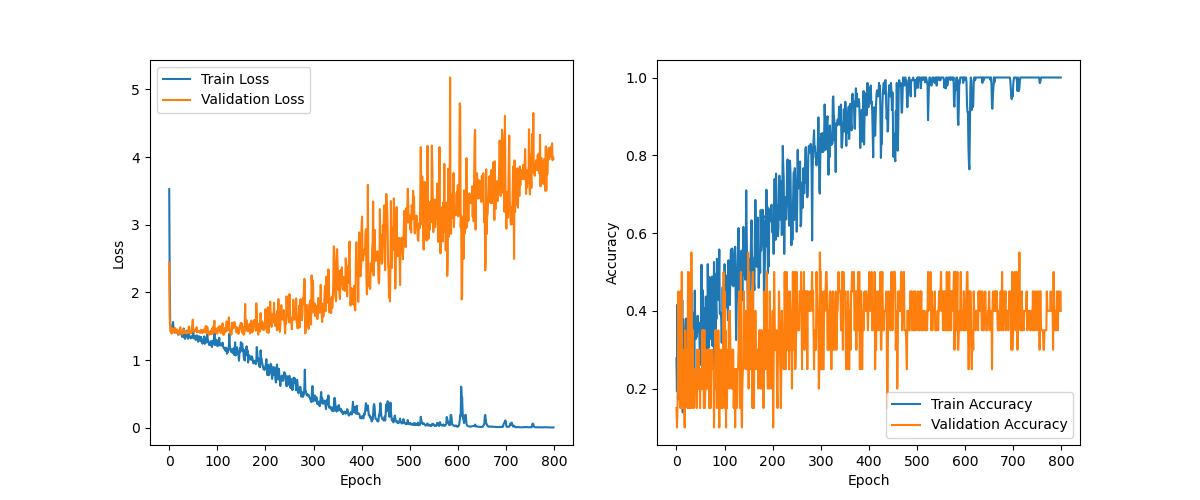 Train Loss
Validation Loss
5
4
3
2
1
0
Loss
0 100 200 300 400 500 600 700 800
Epoch
1.0
0.8
0.6
0.4
0.2
Accuracy
Train Accuracy
Validation Accuracy
0 100 200 300 400 500 600 700 800
Epoch